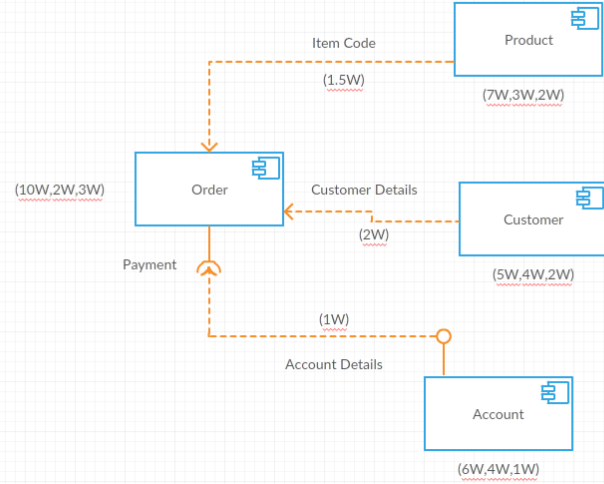 Product
Item Code
(1.5W)
(7W,3W,2W)
Order
(10W,2W,3W)
Customer Details
Customer
(2W)
Payment
(5W,4W,2W)
(1W)
Account Details
Account
(6W,4W,1W)